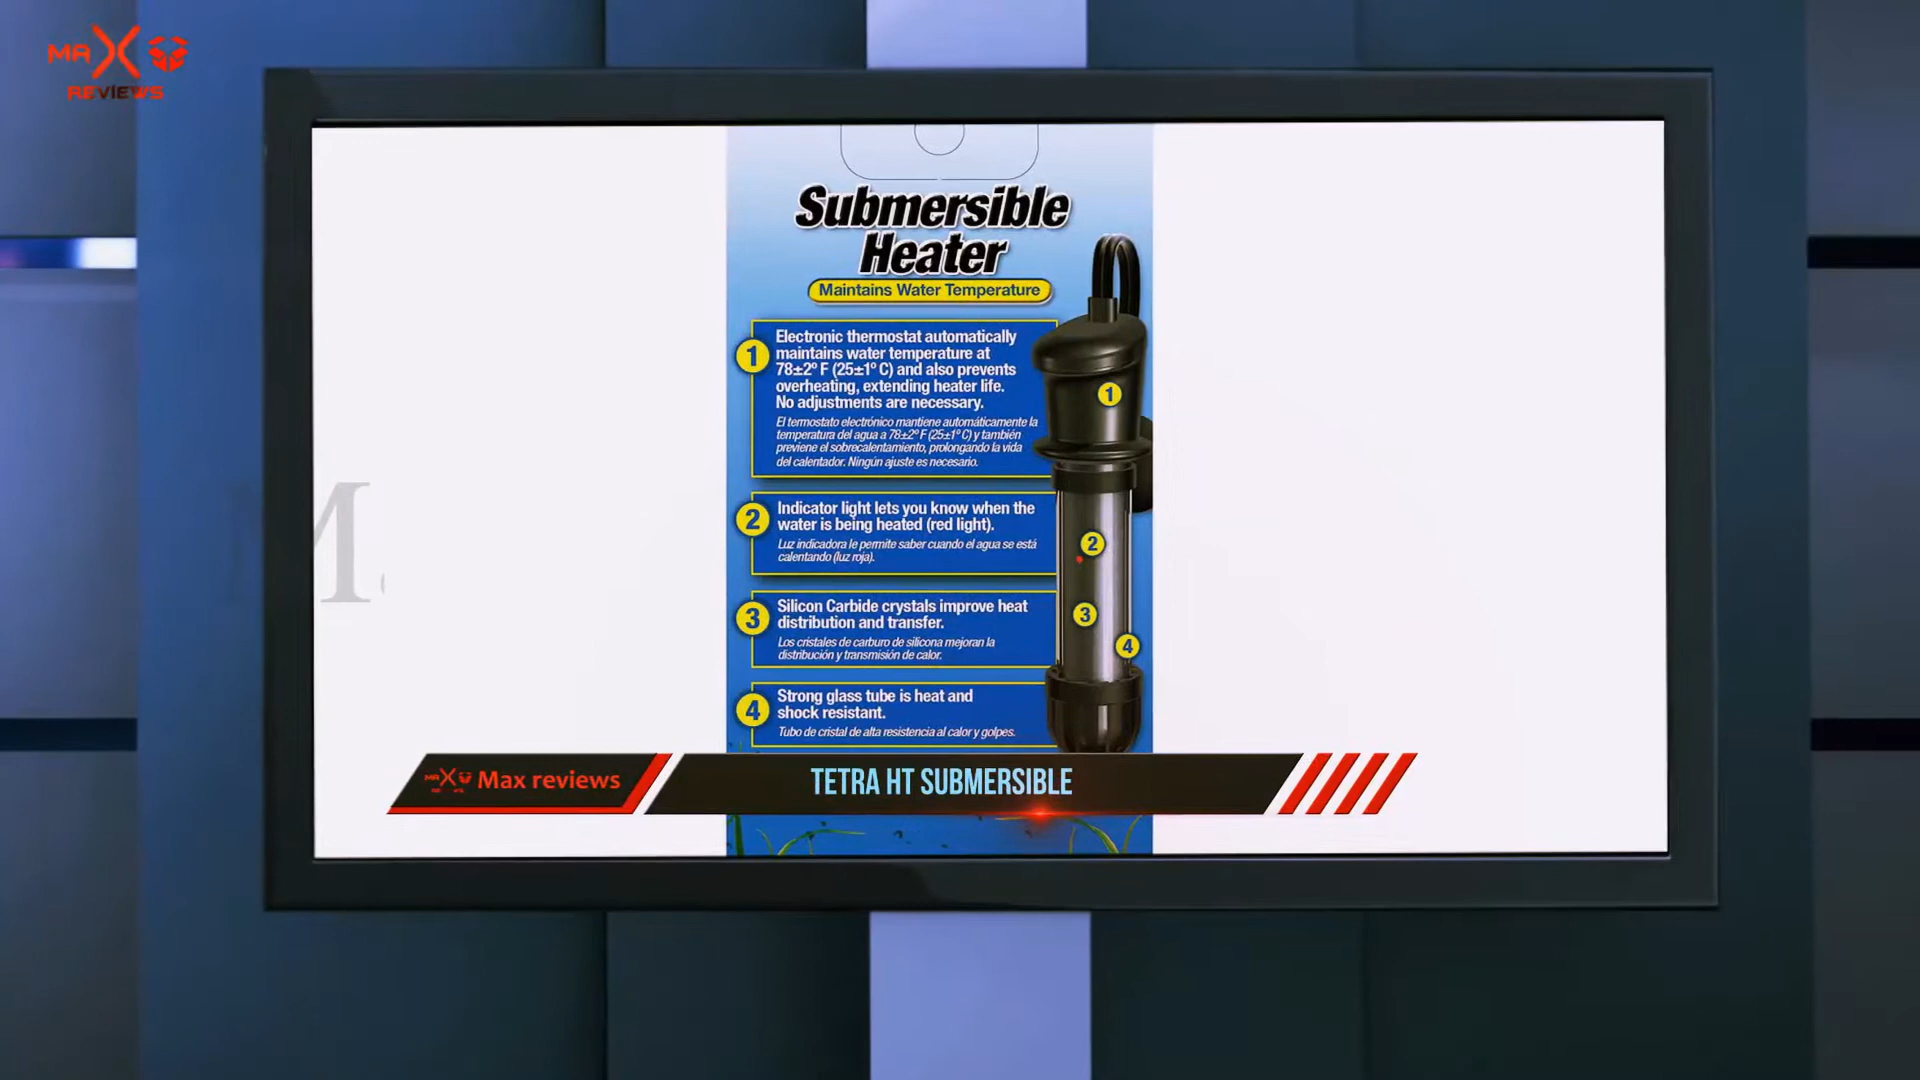 MAX
REVIEWS
Submersible
Heater
Maintains Water Temperature
1
Electronic thermostat automatically
maintains water temperature at
78±2º F (25±1º C) and also prevents
overheating, extending heater life.
No adjustments are necessary.
El termostato electrónico mantiene automáticamente la
temperatura del agua a 78±2º F (25±1º C) y también
previene el sobrecalentamiento, prolongando la vida
del calentador. Ningún ajuste es necesario.
1
2
Indicator light lets you know when the
water is being heated (red light).
Luz indicadora le permite saber cuando el agua se está
calentando (luz roja).
2
3
Silicon Carbide crystals improve heat
distribution and transfer.
Los cristales de carburo de silicona mejoran la
distribución y transmisión de calor.
3
4
4
Strong glass tube is heat and
shock resistant.
Tubo de cristal de alta resistencia al calor y golpes.
M
Max reviews
TETRA HT SUBMERSIBLE